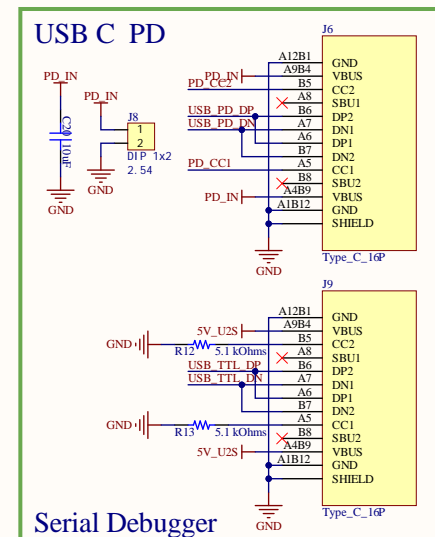 USB C PD
J6
A12B1 GND
PD_IN A9B4 VBUS
PD_CC2 B5 CC2
A8 SBU1
USB_PD_DP B6 DP2
USB_PD_DN A7 DN1
A6 DP1
B7 DN2
PD_CC1 A5 CC1
B8 SBU2
PD_IN A4B9 VBUS
A1B12 GND
SHIELD
GND
Type_C_16P
PD_IN
C20 10uF
GND
PD_IN
J8
1
2
DIP 1x2
2.54
GND
J9
A12B1 GND
5V_U2S A9B4 VBUS
GND R12 5.1 kOhms B5 CC2
A8 SBU1
USB_TTL_DP B6 DP2
USB_TTL_DN A7 DN1
A6 DP1
B7 DN2
GND R13 5.1 kOhms A5 CC1
B8 SBU2
5V_U2S A4B9 VBUS
A1B12 GND
SHIELD
GND
Type_C_16P
Serial Debugger